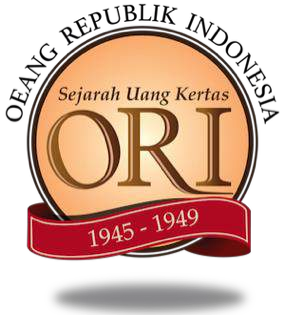 OEANG REPUBLIK INDONESIA
Sejarah Uang Kertas
ORI
1945 - 1949